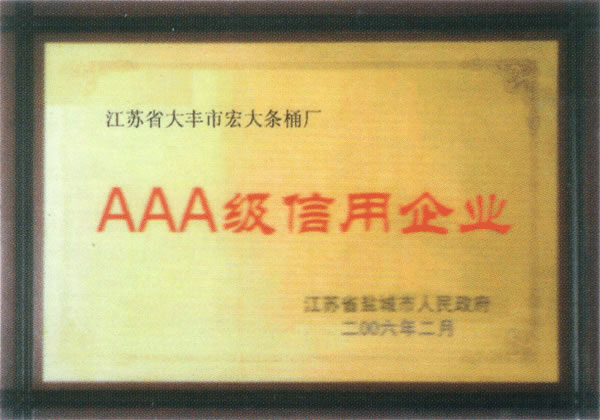 江苏省大丰市宏大条桶厂
AAA级信用企业
江苏省盐城市人民政府
二00六年二月